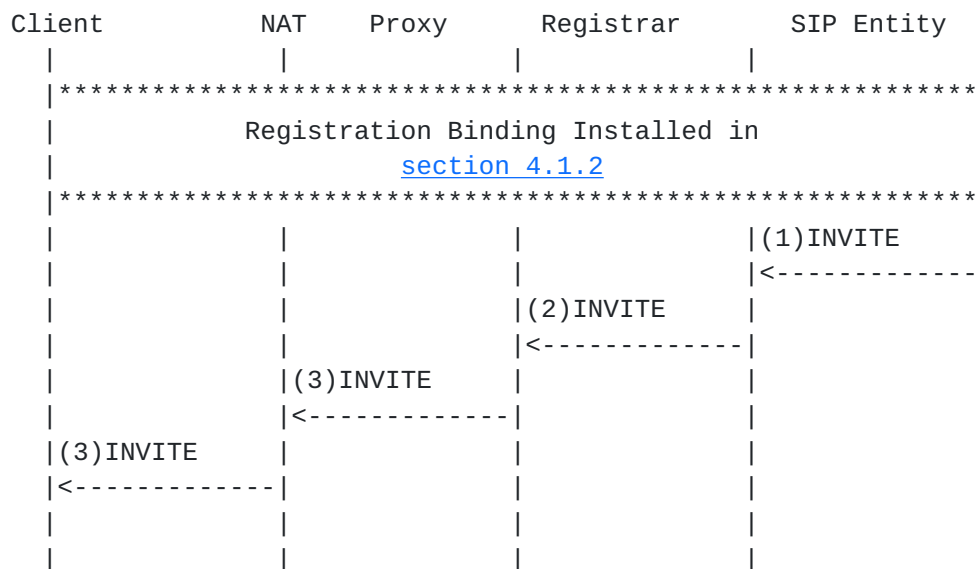 Client          NAT    Proxy      Registrar       SIP Entity
  |              |              |              |
  |***********************************************************
  |            Registration Binding Installed in
  |                      section 4.1.2
  |***********************************************************
  |              |              |              |(1)INVITE
  |              |              |              |<-------------
  |              |              |(2)INVITE     |
  |              |              |<-------------|
  |              |(3)INVITE     |              |
  |              |<-------------|              |
  |(3)INVITE     |              |              |
  |<-------------|              |              |
  |              |              |              |
  |              |              |              |